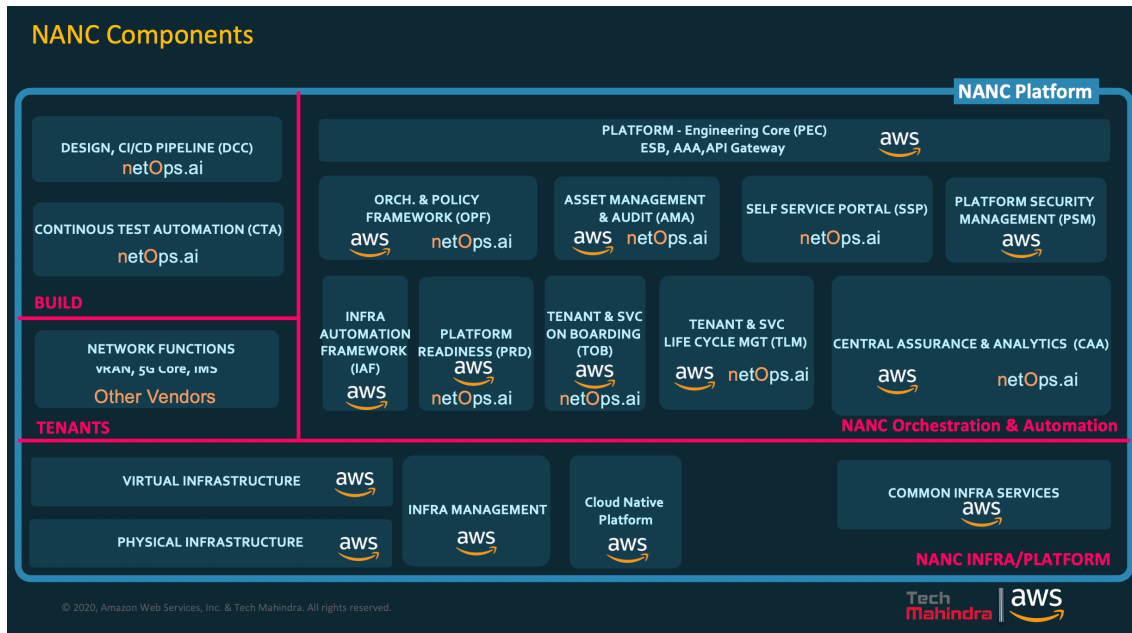 NANC Components
NANC Platform
DESIGN, CI/CD PIPELINE (DCC)
netOps.ai
CONTINOUS TEST AUTOMATION (CTA)
netOps.ai
BUILD
NETWORK FUNCTIONS
vRAN, 5G Core, IMS
Other Vendors
TENANTS
PLATFORM - Engineering Core (PEC)
ESB, AAA,API Gateway
aws
ORCH. & POLICY
FRAMEWORK (OPF)
aws netOps.ai
ASSET MANAGEMENT
& AUDIT (AMA)
aws netOps.ai
SELF SERVICE PORTAL (SSP)
netOps.ai
PLATFORM SECURITY
MANAGEMENT (PSM)
aws
INFRA
AUTOMATION
FRAMEWORK
(IAF)
aws
PLATFORM
READINESS (PRD)
aws
netOps.ai
TENANT & SVC
ON BOARDING
(TOB)
aws
netOps.ai
TENANT & SVC
LIFE CYCLE MGT (TLM)
aws netOps.ai
CENTRAL ASSURANCE & ANALYTICS (CAA)
aws netOps.ai
NANC Orchestration & Automation
VIRTUAL INFRASTRUCTURE aws
PHYSICAL INFRASTRUCTURE aws
INFRA MANAGEMENT
aws
Cloud Native
Platform
aws
COMMON INFRA SERVICES
aws
NANC INFRA/PLATFORM
© 2020, Amazon Web Services, Inc. & Tech Mahindra. All rights reserved.
Tech
Mahindra
aws